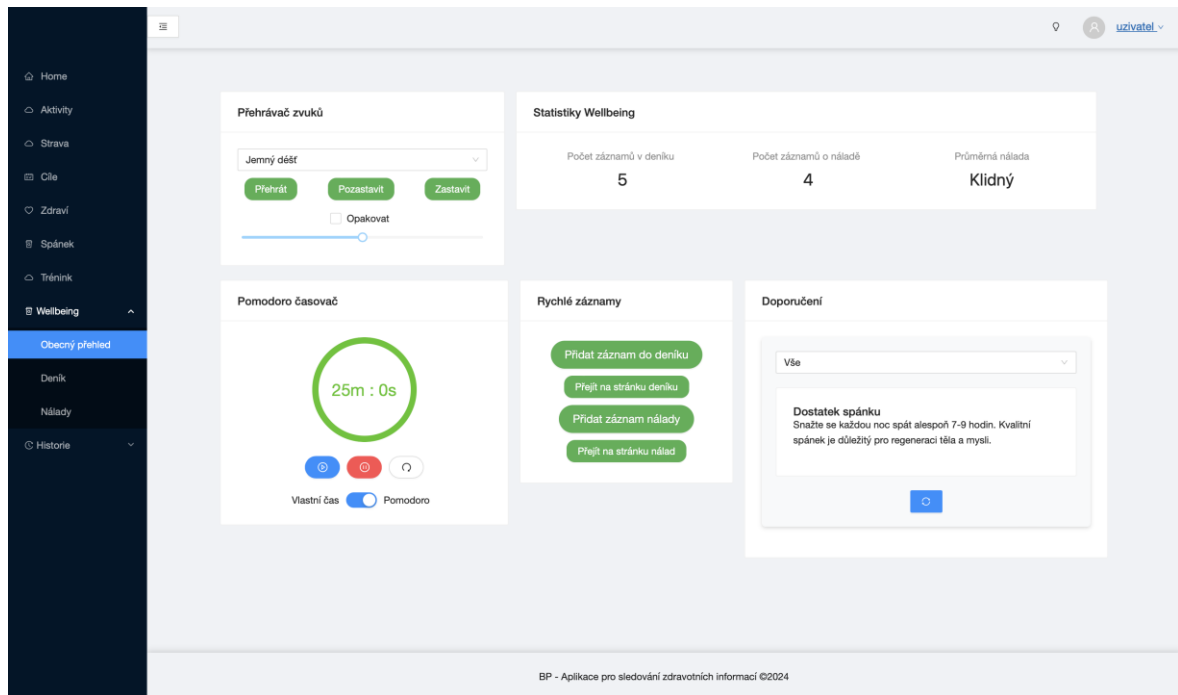 uzivatel
Home
Aktivity
Strava
Cíle
Zdraví
Spánek
Trénink
Wellbeing
Obecný přehled
Deník
Nálady
Historie
Přehrávač zvuků
Jemný déšť
Přehrát Pozastavit Zastavit
Opakovat
Statistiky Wellbeing
Počet záznamů v deníku
5
Počet záznamů o náladě
4
Průměrná nálada
Klidný
Pomodoro časovač
25m : 0s
Vlastní čas Pomodoro
Rychlé záznamy
Přidat záznam do deníku
Přejít na stránku deníku
Přidat záznam nálady
Přejít na stránku nálad
Doporučení
Vše
Dostatek spánku
Snažte se každou noc spát alespoň 7-9 hodin. Kvalitní
spánek je důležitý pro regeneraci těla a mysli.
BP - Aplikace pro sledování zdravotních informací ©2024